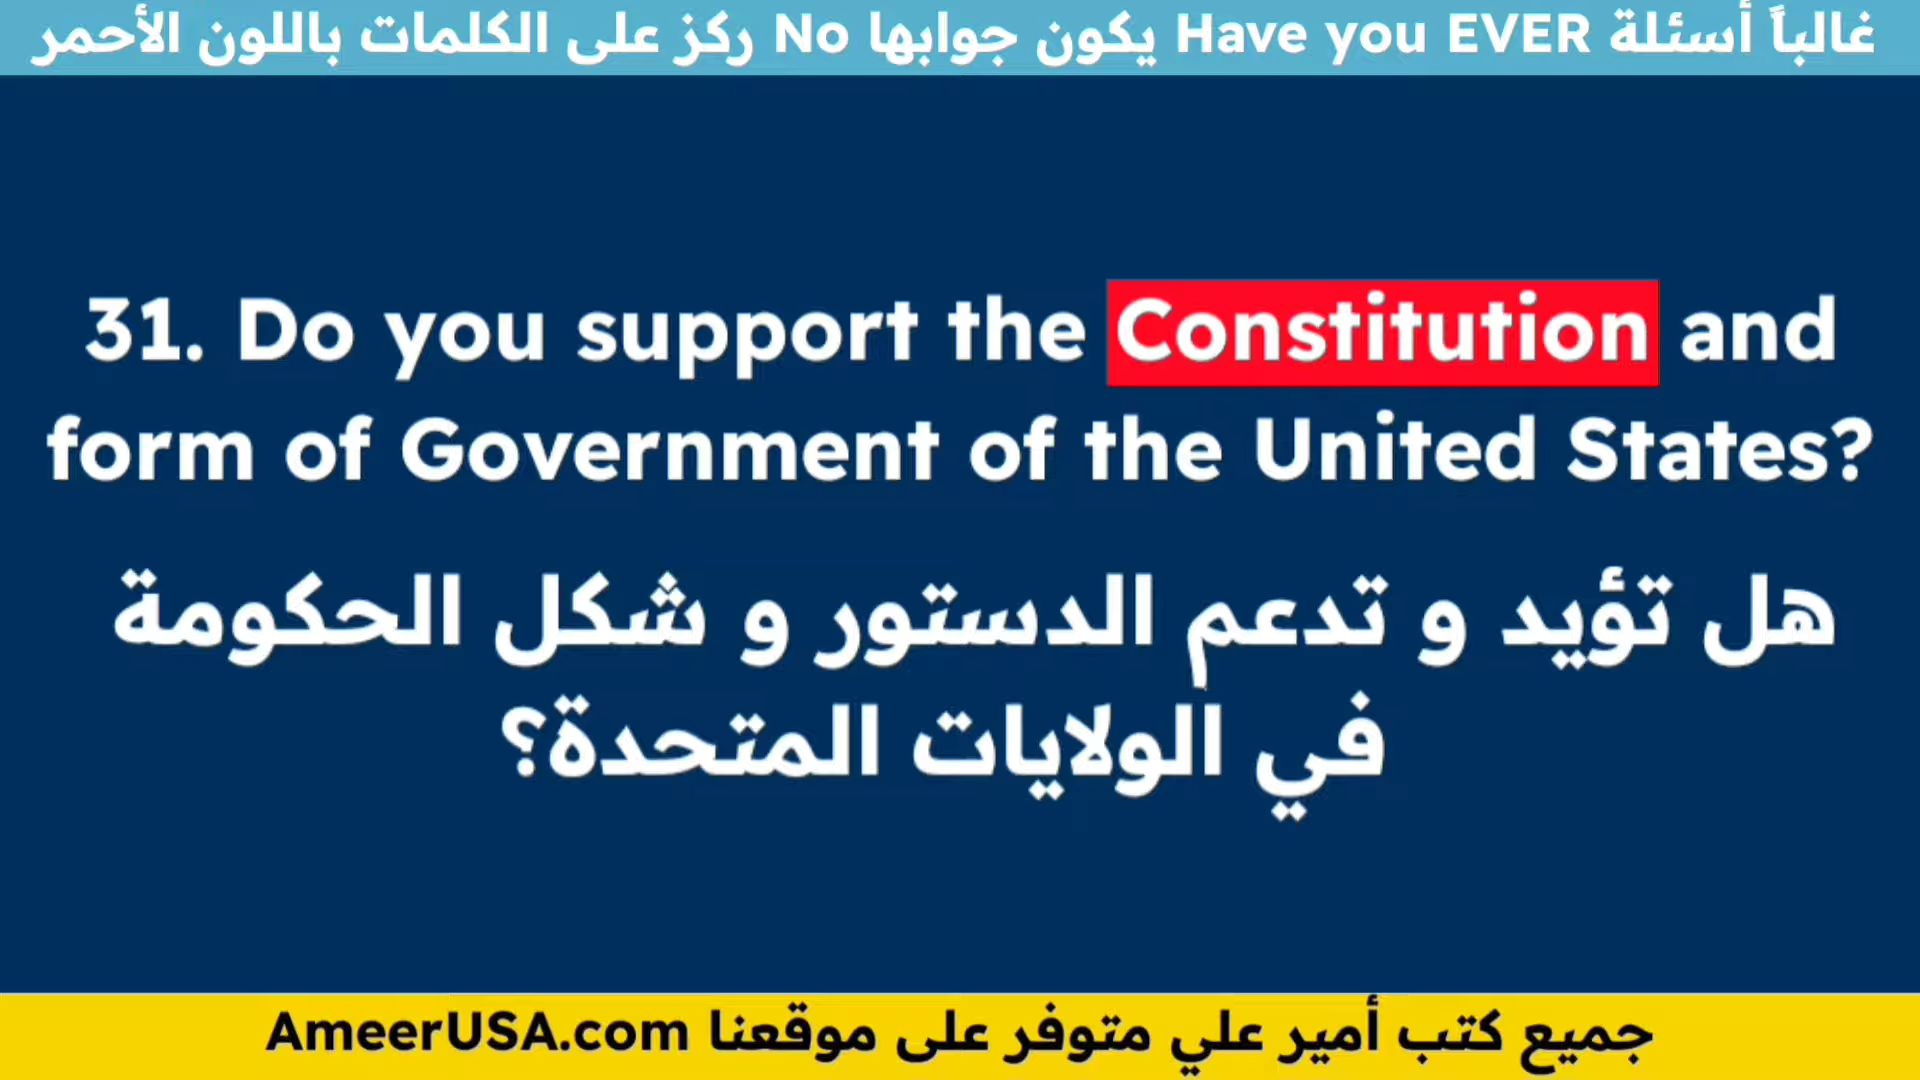 غالباً أسئلة Have you EVER يكون جوابها No ركز على الكلمات باللون الأحمر
31. Do you support the Constitution and
form of Government of the United States?
هل تؤيد و تدعم الدستور و شكل الحكومة
في الولايات المتحدة؟
جميع كتب أمير علي متوفر على موقعنا AmeerUSA.com